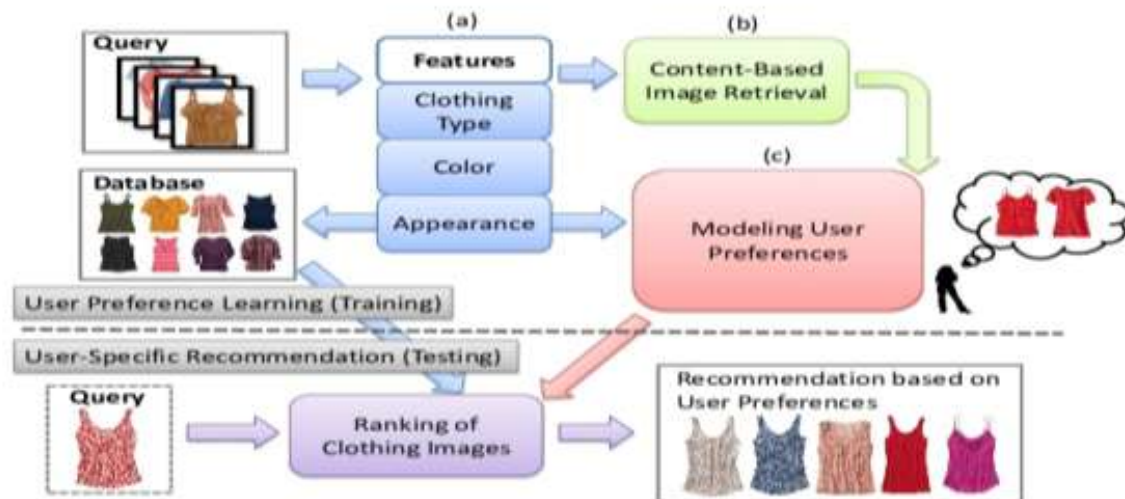 (a)
(b)
Query
Features
Content-Based
Image Retrieval
Clothing
Type
Color
(c)
Database
Appearance
Modeling User
Preferences
User Preference Learning (Training)
User-Specific Recommendation (Testing)
Query
Ranking of
Clothing Images
Recommendation based on
User Preferences